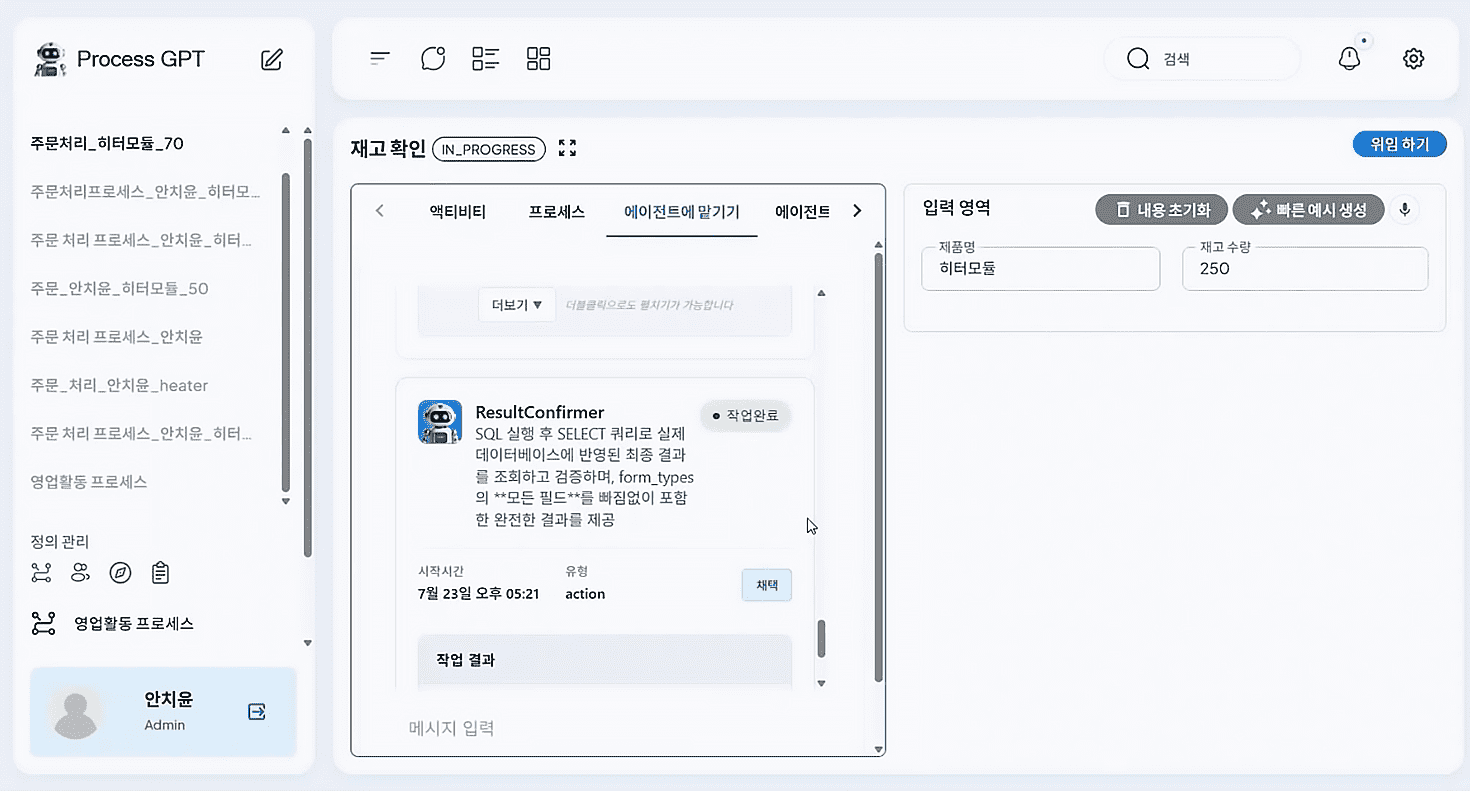 Process GPT
검색
주문처리_히터모듈_70
주문처리프로세스_안치윤_히터모...
주문 처리 프로세스_안치윤_히터...
주문_안치윤_히터모듈_50
주문 처리 프로세스_안치윤
주문_처리_안치윤_heater
주문 처리 프로세스_안치윤_히터...
영업활동 프로세스
정의 관리
영업활동 프로세스
안치윤
Admin
재고 확인 IN_PROGRESS
위임 하기
액티비티 프로세스 에이전트에 맡기기 에이전트
더보기 ▼ 더블클릭으로도 펼치기가 가능합니다
ResultConfirmer
작업완료
SQL 실행 후 SELECT 쿼리로 실제
데이터베이스에 반영된 최종 결과
를 조회하고 검증하며, form_types
의 **모든 필드**를 빠짐없이 포함
한 완전한 결과를 제공
시작시간 유형
7월 23일 오후 05:21 action
채택
작업 결과
메시지 입력
입력 영역
내용 초기화 빠른 예시 생성
제품명 재고 수량
히터모듈 250